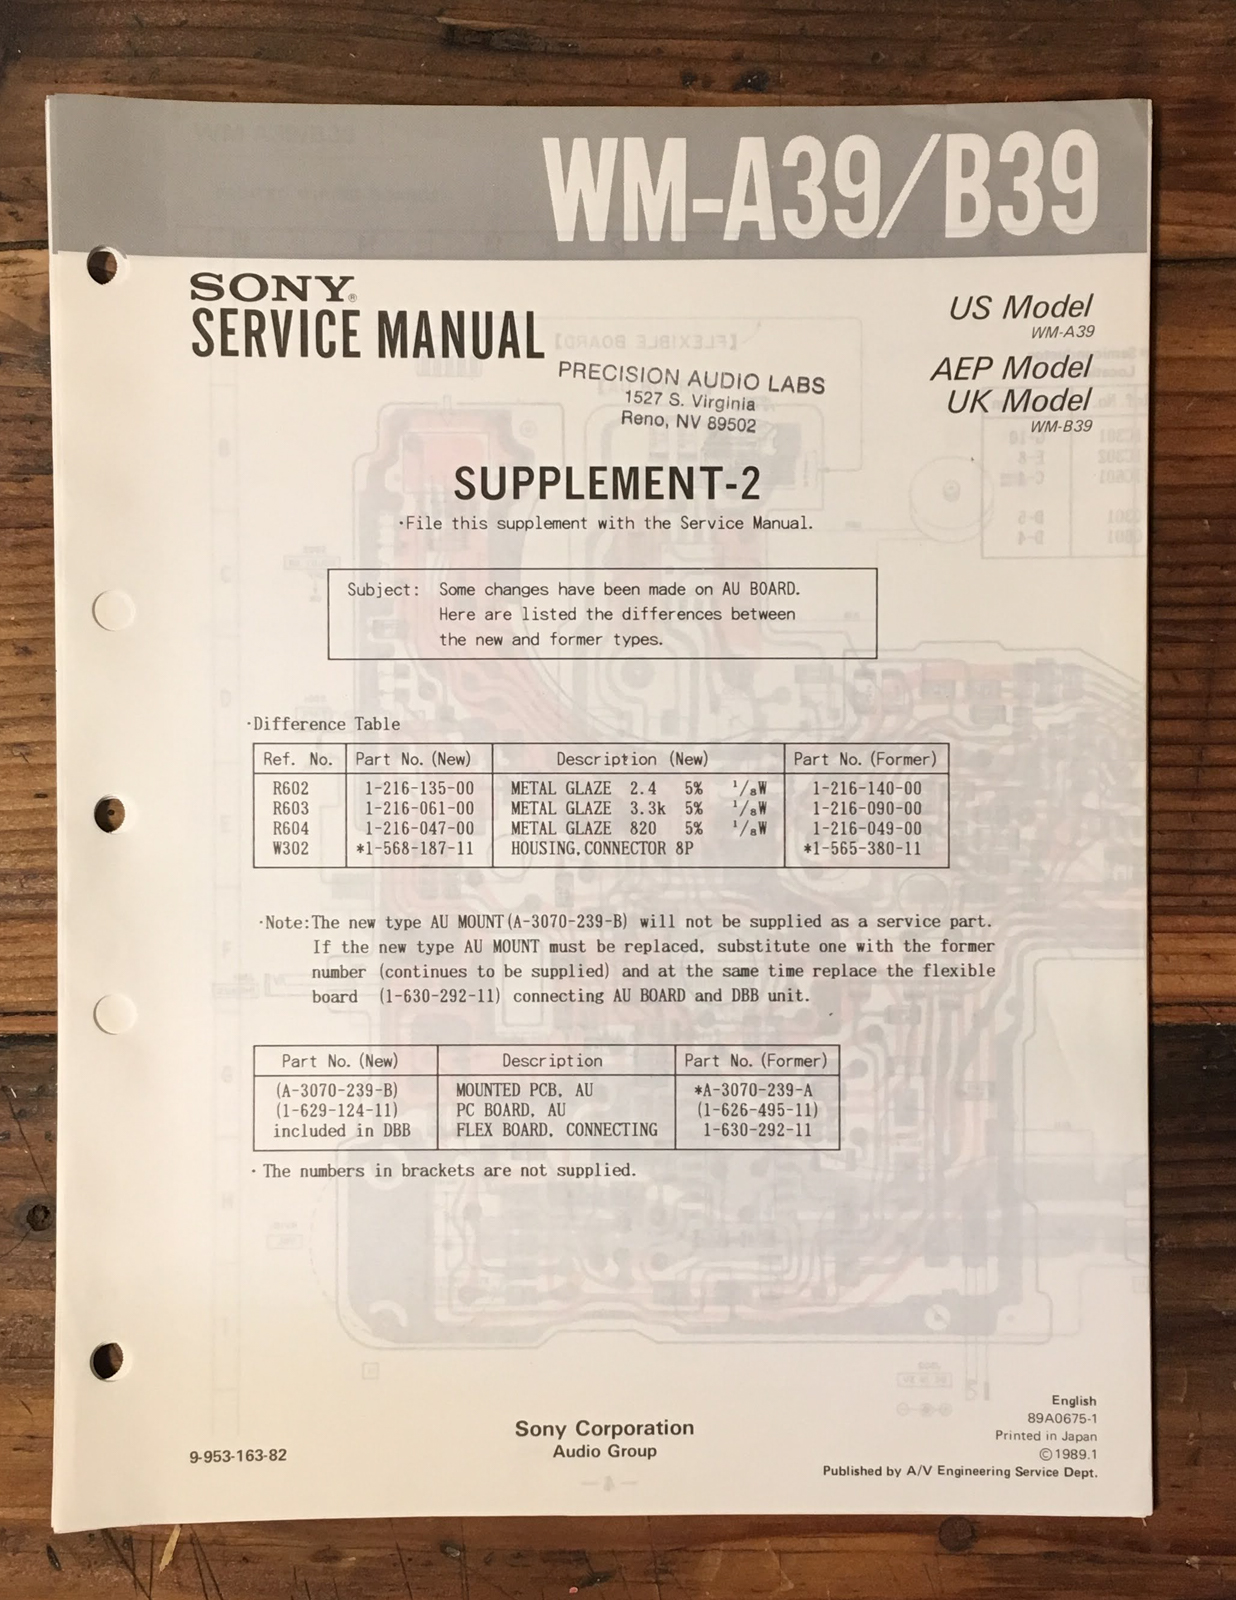 WM-A39/B39
SONY®
SERVICE MANUAL
US Model
WM-A39
AEP Model
UK Model
WM-B39
PRECISION AUDIO LABS
1527 S. Virginia
Reno, NV 89502
SUPPLEMENT-2
·File this supplement with the Service Manual.
Subject: Some changes have been made on AU BOARD.
Here are listed the differences between
the new and former types.
·Difference Table
Ref. No. Part No. (New) Description (New) Part No. (Former)
R602 1-216-135-00 METAL GLAZE 2.4 5% 1/8W 1-216-140-00
R603 1-216-061-00 METAL GLAZE 3.3k 5% 1/8W 1-216-090-00
R604 1-216-047-00 METAL GLAZE 820 5% 1/8W 1-216-049-00
W302 *1-568-187-11 HOUSING, CONNECTOR 8P *1-565-380-11
·Note:The new type AU MOUNT(A-3070-239-B) will not be supplied as a service part.
If the new type AU MOUNT must be replaced, substitute one with the former
number (continues to be supplied) and at the same time replace the flexible
board (1-630-292-11) connecting AU BOARD and DBB unit.
Part No. (New) Description Part No. (Former)
(A-3070-239-B) MOUNTED PCB, AU *A-3070-239-A
(1-629-124-11) PC BOARD, AU (1-626-495-11)
included in DBB FLEX BOARD, CONNECTING 1-630-292-11
· The numbers in brackets are not supplied.
English
89A0675-1
Printed in Japan
©1989.1
Published by A/V Engineering Service Dept.
Sony Corporation
Audio Group
9-953-163-82